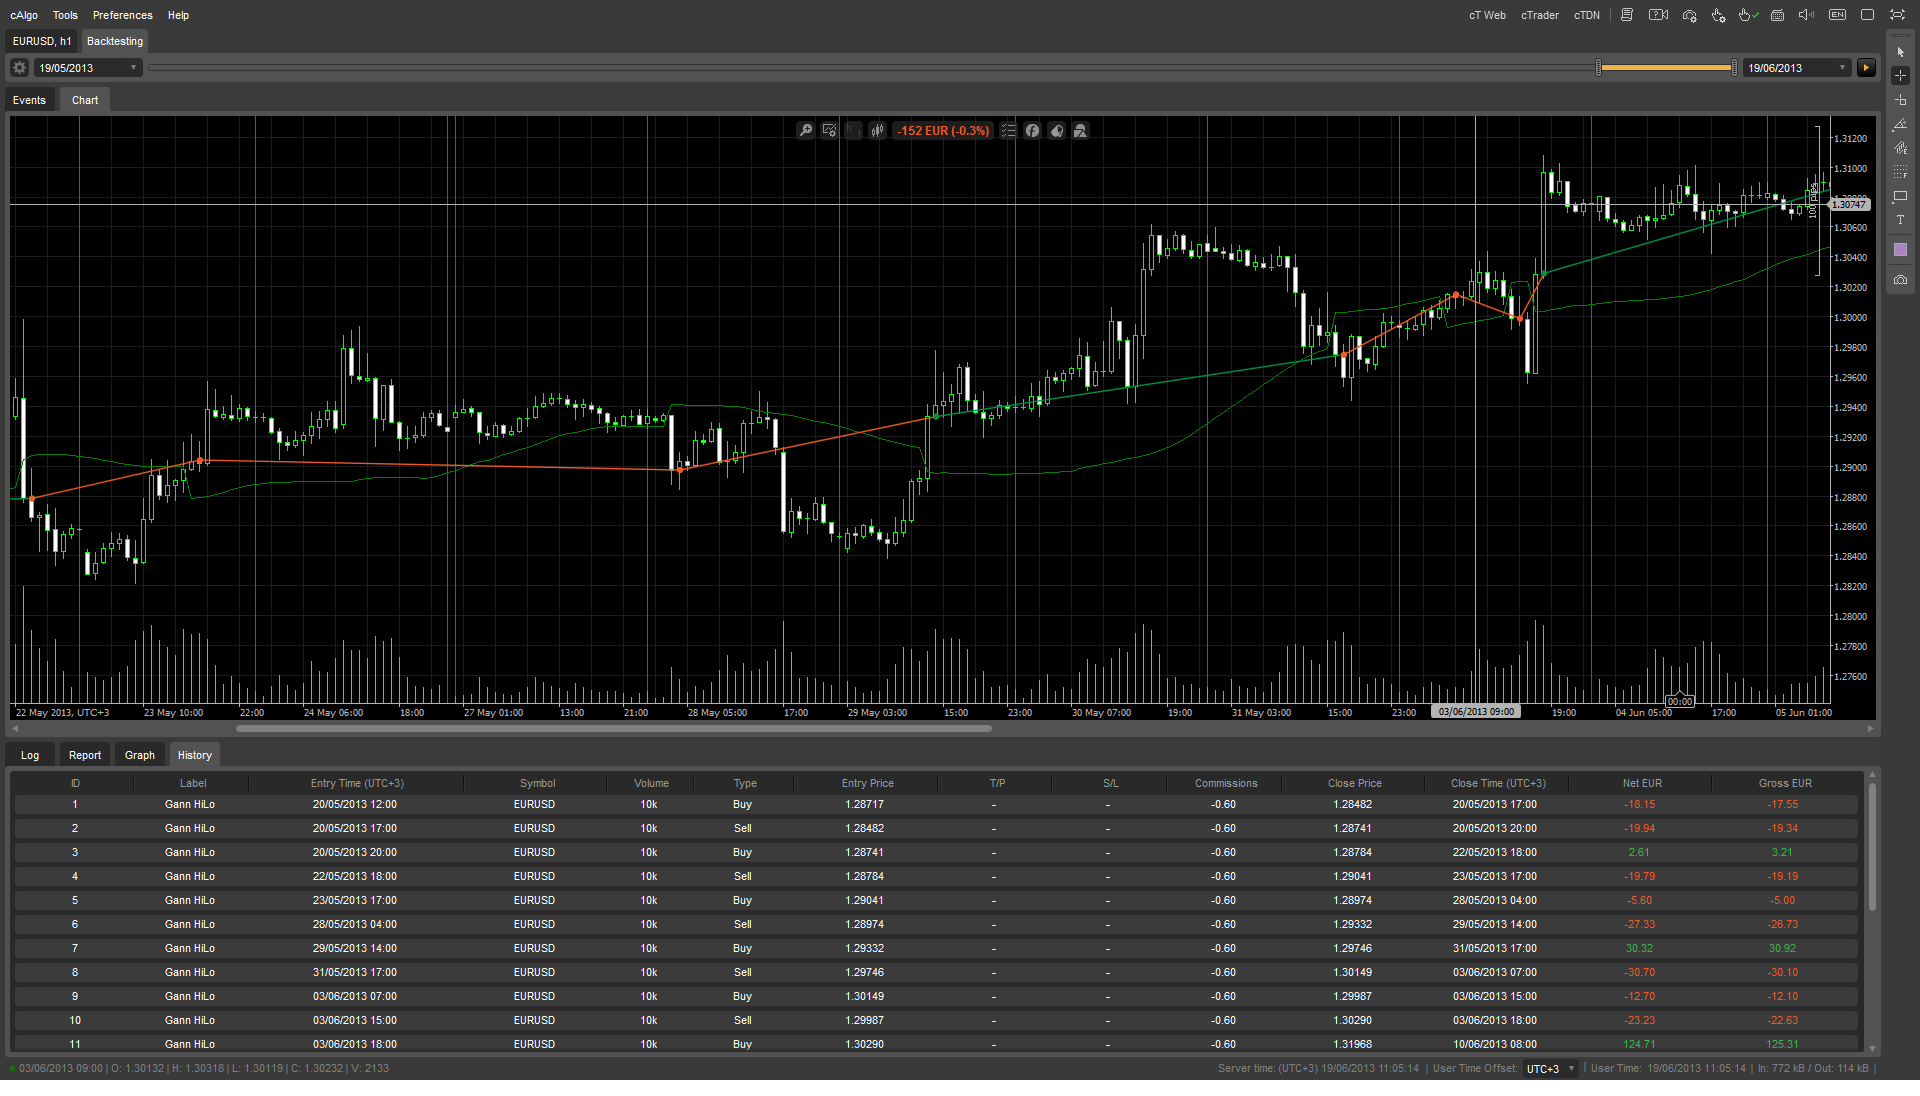 cAlgo Tools Preferences Help cT Web cTrader cTDN EN
EURUSD, h1 Backtesting
19/05/2013 19/06/2013
Events Chart
-152 EUR (-0.3%)
1.31200
1.31000
1.30747
100 pips
1.30600
1.30400
1.30200
1.30000
1.29800
1.29600
1.29400
1.29200
1.29000
1.28800
1.28600
1.28400
1.28200
1.28000
1.27800
1.27600
00:00
22 May 2013, UTC+3 23 May 10:00 22:00 24 May 06:00 18:00 27 May 01:00 13:00 21:00 28 May 05:00 17:00 29 May 03:00 15:00 23:00 30 May 07:00 19:00 31 May 03:00 15:00 23:00 03/06/2013 09:00 19:00 04 Jun 05:00 17:00 05 Jun 01:00
Log Report Graph History
ID Label Entry Time (UTC+3) Symbol Volume Type Entry Price T/P S/L Commissions Close Price Close Time (UTC+3) Net EUR Gross EUR
1 Gann HiLo 20/05/2013 12:00 EURUSD 10k Buy 1.28717 - - -0.60 1.28482 20/05/2013 17:00 -18.15 -17.55
2 Gann HiLo 20/05/2013 17:00 EURUSD 10k Sell 1.28482 - - -0.60 1.28741 20/05/2013 20:00 -19.94 -19.34
3 Gann HiLo 20/05/2013 20:00 EURUSD 10k Buy 1.28741 - - -0.60 1.28784 22/05/2013 18:00 2.61 3.21
4 Gann HiLo 22/05/2013 18:00 EURUSD 10k Sell 1.28784 - - -0.60 1.29041 23/05/2013 17:00 -19.79 -19.19
5 Gann HiLo 23/05/2013 17:00 EURUSD 10k Buy 1.29041 - - -0.60 1.28974 28/05/2013 04:00 -5.60 -5.00
6 Gann HiLo 28/05/2013 04:00 EURUSD 10k Sell 1.28974 - - -0.60 1.29332 29/05/2013 14:00 -27.33 -26.73
7 Gann HiLo 29/05/2013 14:00 EURUSD 10k Buy 1.29332 - - -0.60 1.29746 31/05/2013 17:00 30.32 30.92
8 Gann HiLo 31/05/2013 17:00 EURUSD 10k Sell 1.29746 - - -0.60 1.30149 03/06/2013 07:00 -30.70 -30.10
9 Gann HiLo 03/06/2013 07:00 EURUSD 10k Buy 1.30149 - - -0.60 1.29987 03/06/2013 15:00 -12.70 -12.10
10 Gann HiLo 03/06/2013 15:00 EURUSD 10k Sell 1.29987 - - -0.60 1.30290 03/06/2013 18:00 -23.23 -22.63
11 Gann HiLo 03/06/2013 18:00 EURUSD 10k Buy 1.30290 - - -0.60 1.31968 10/06/2013 08:00 124.71 125.31
03/06/2013 09:00 | O: 1.30132 | H: 1.30318 | L: 1.30119 | C: 1.30232 | V: 2133 Server time: (UTC+3) 19/06/2013 11:05:14 | User Time Offset: UTC+3 | User Time: 19/06/2013 11:05:14 | In: 772 kB / Out: 114 kB |